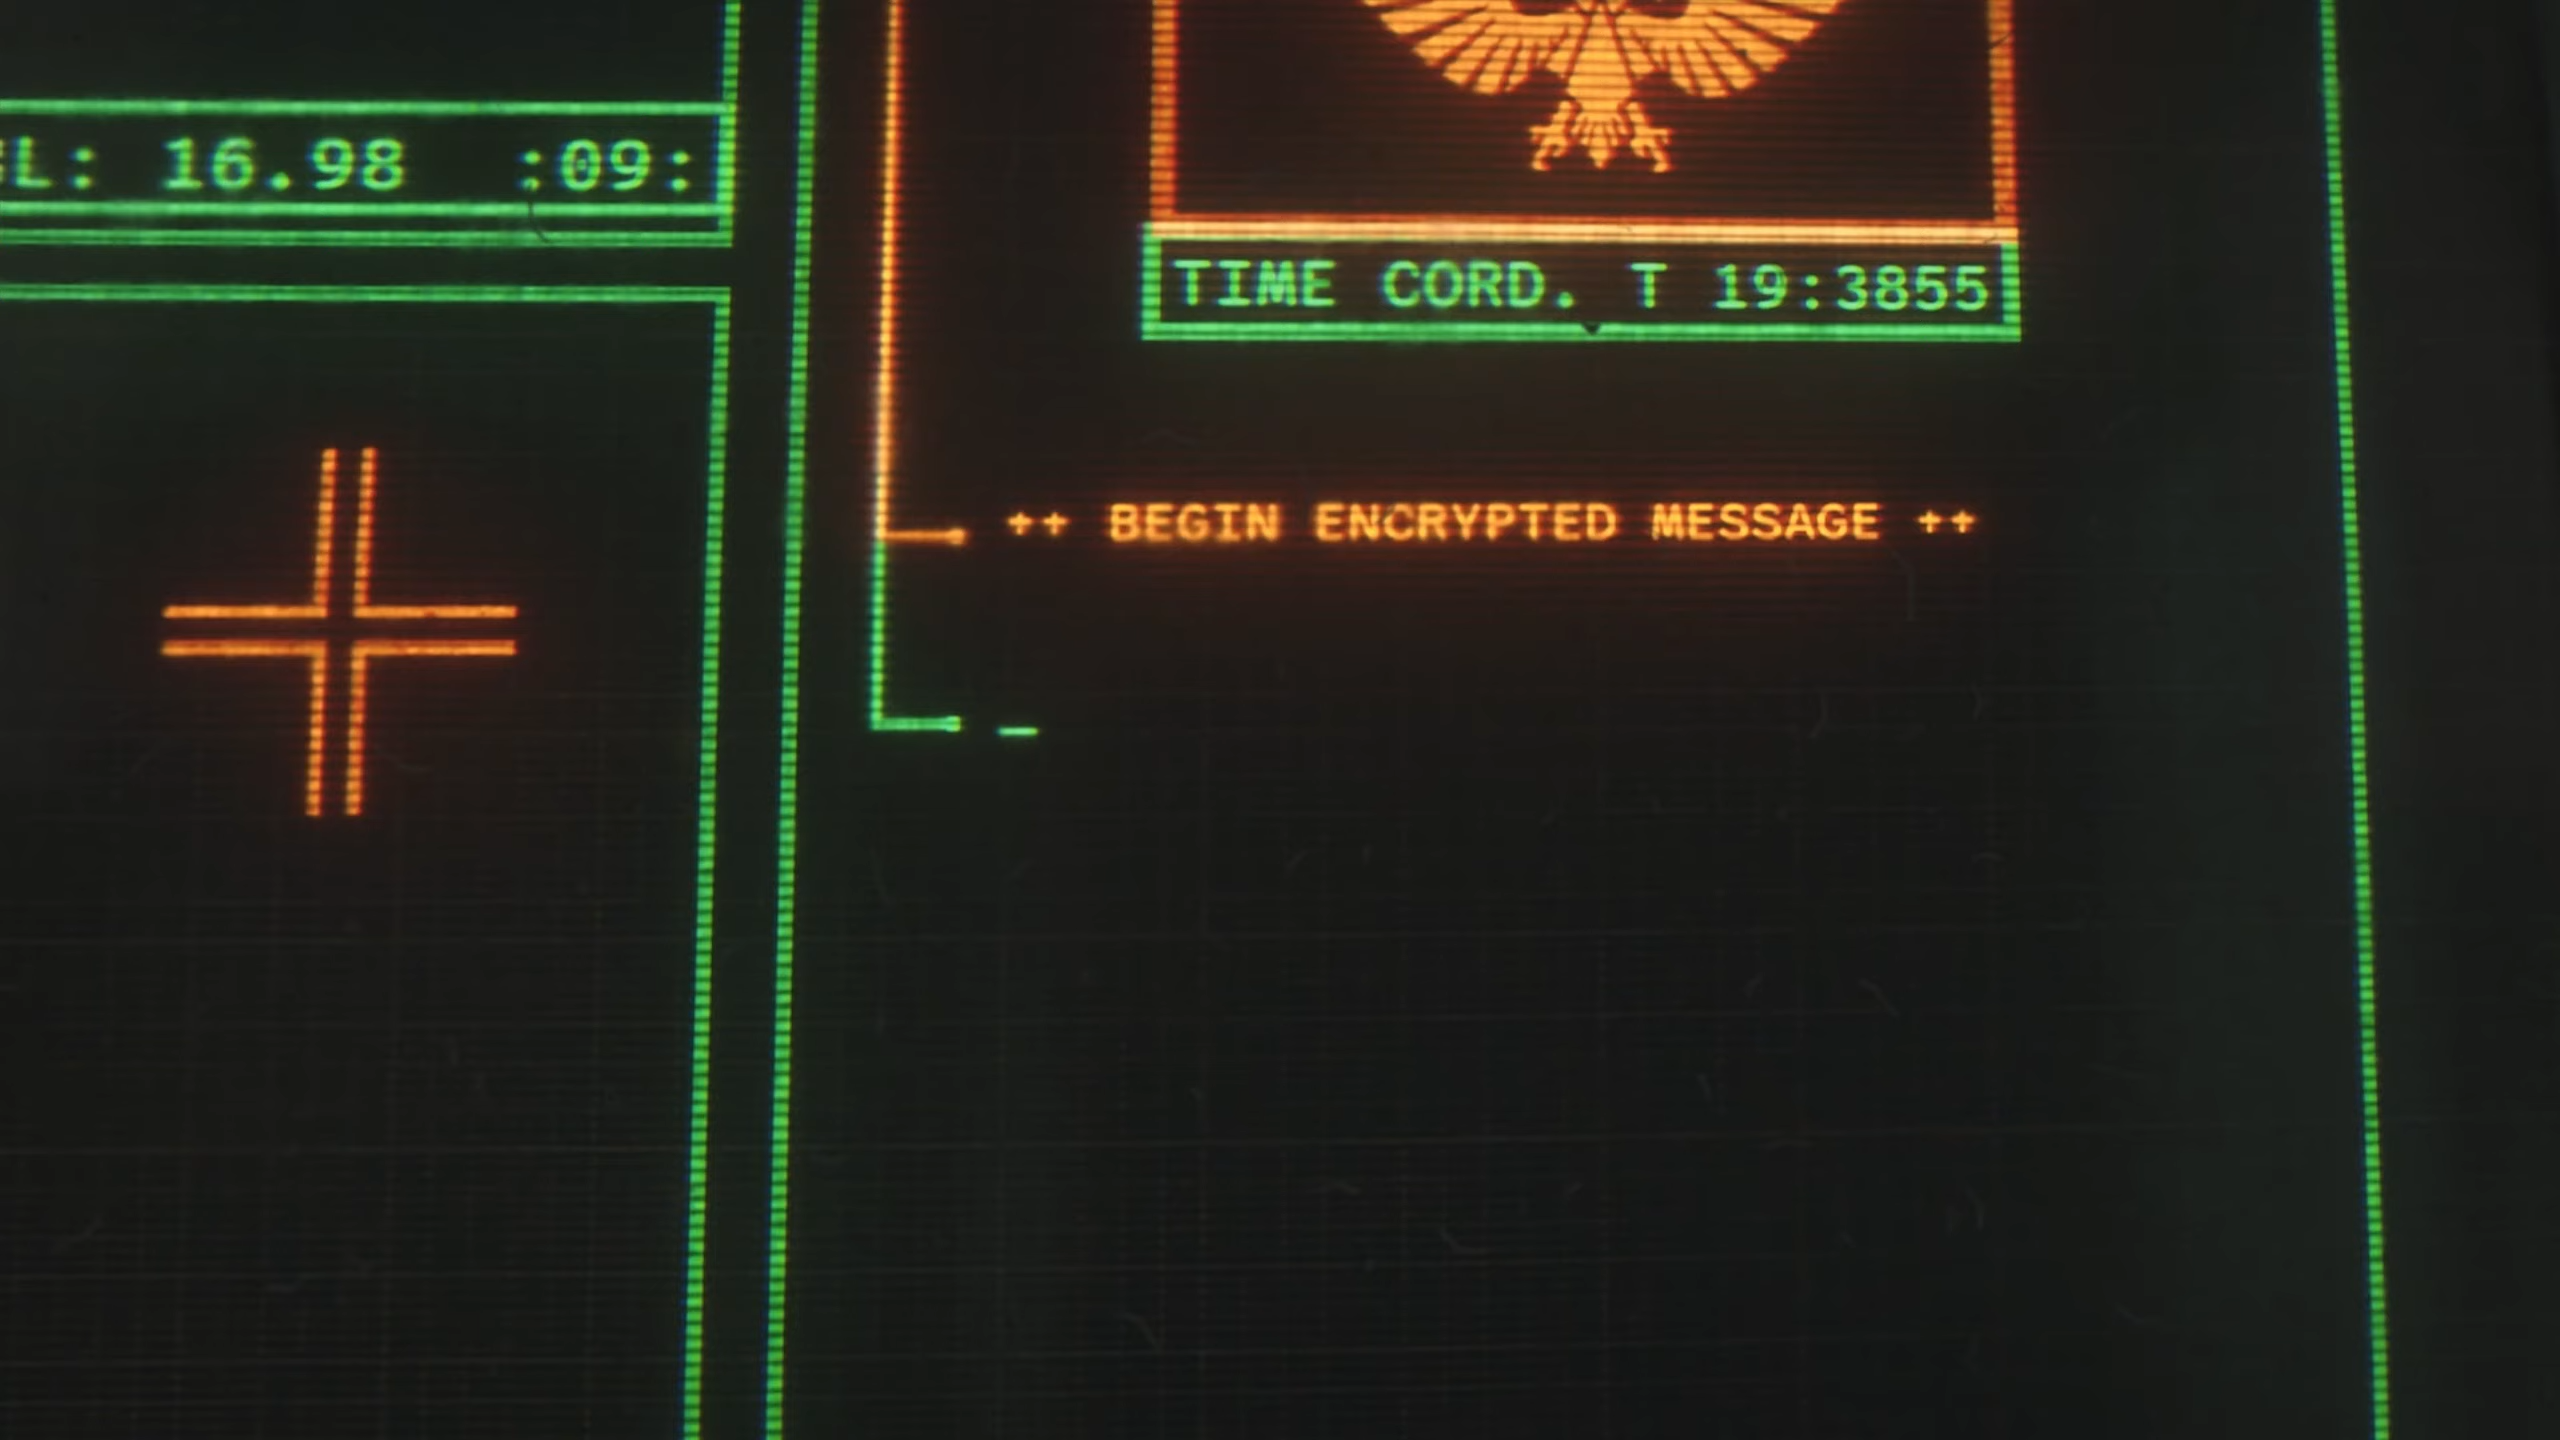 L: 16.98 :09:
TIME CORD. T 19:3855
++ BEGIN ENCRYPTED MESSAGE ++